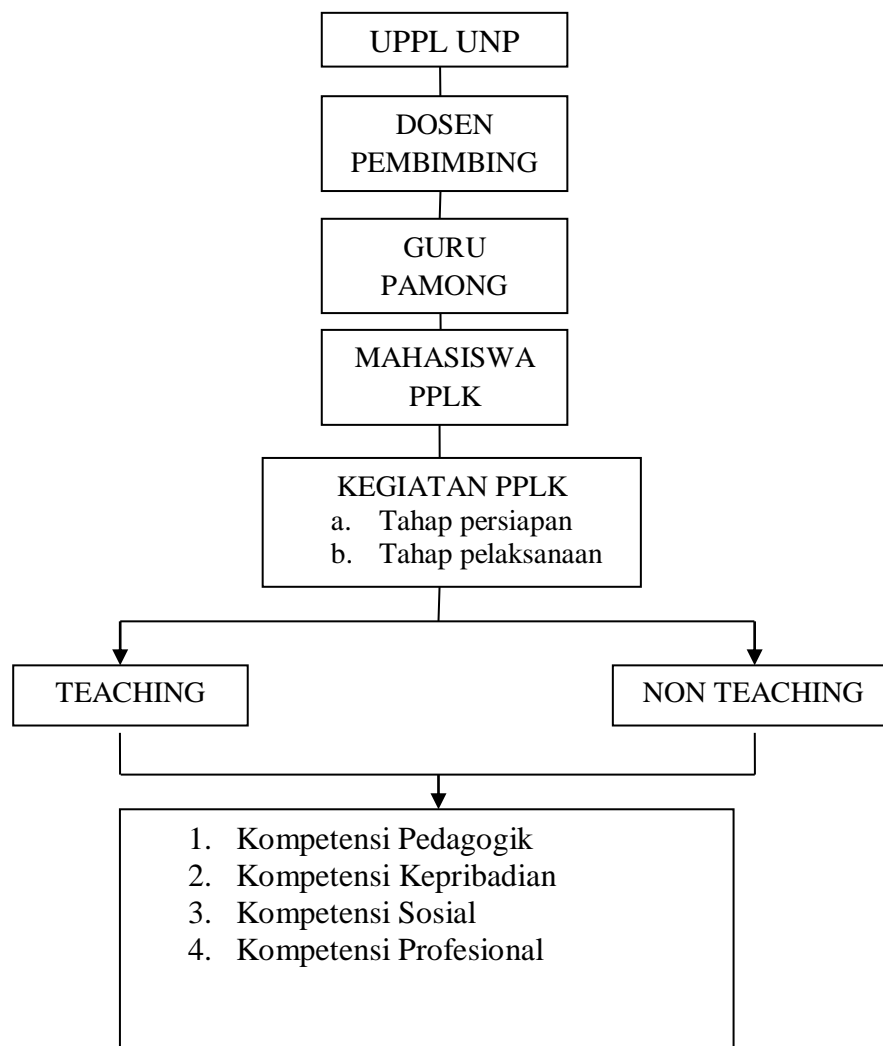 UPPL UNP
DOSEN
PEMBIMBING
GURU
PAMONG
MAHASISWA
PPLK
KEGIATAN PPLK
a. Tahap persiapan
b. Tahap pelaksanaan
TEACHING
NON TEACHING
1. Kompetensi Pedagogik
2. Kompetensi Kepribadian
3. Kompetensi Sosial
4. Kompetensi Profesional